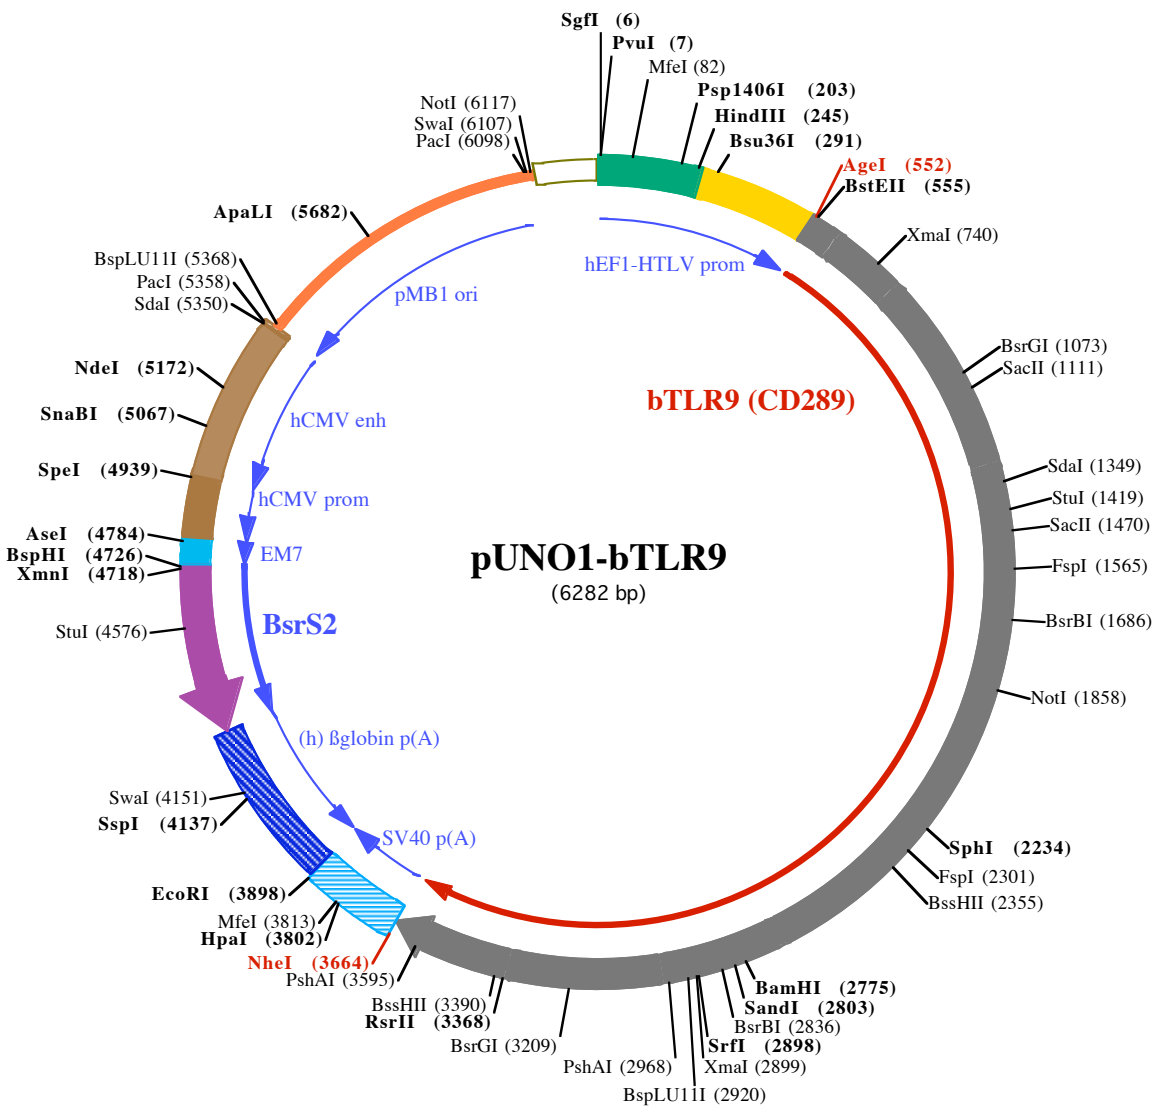 SgfI (6)
PvuI (7)
MfeI (82)
Psp1406I (203)
HindIII (245)
Bsu36I (291)
AgeI (552)
BstEII (555)
XmaI (740)
BsrGI (1073)
SacII (1111)
SdaI (1349)
StuI (1419)
SacII (1470)
FspI (1565)
BsrBI (1686)
NotI (1858)
SphI (2234)
FspI (2301)
BssHII (2355)
BamHI (2775)
SandI (2803)
BsrBI (2836)
SrfI (2898)
XmaI (2899)
BspLU11I (2920)
PshAI (2968)
BsrGI (3209)
RsrII (3368)
BssHII (3390)
PshAI (3595)
NheI (3664)
HpaI (3802)
MfeI (3813)
EcoRI (3898)
SspI (4137)
SwaI (4151)
StuI (4576)
XmnI (4718)
BspHI (4726)
AseI (4784)
SpeI (4939)
SnaBI (5067)
NdeI (5172)
SdaI (5350)
PacI (5358)
BspLU11I (5368)
ApaLI (5682)
PacI (6098)
SwaI (6107)
NotI (6117)
hEF1-HTLV prom
bTLR9 (CD289)
pUNO1-bTLR9
(6282 bp)
SV40 p(A)
(h) ßglobin p(A)
BsrS2
EM7
hCMV prom
hCMV enh
pMB1 ori